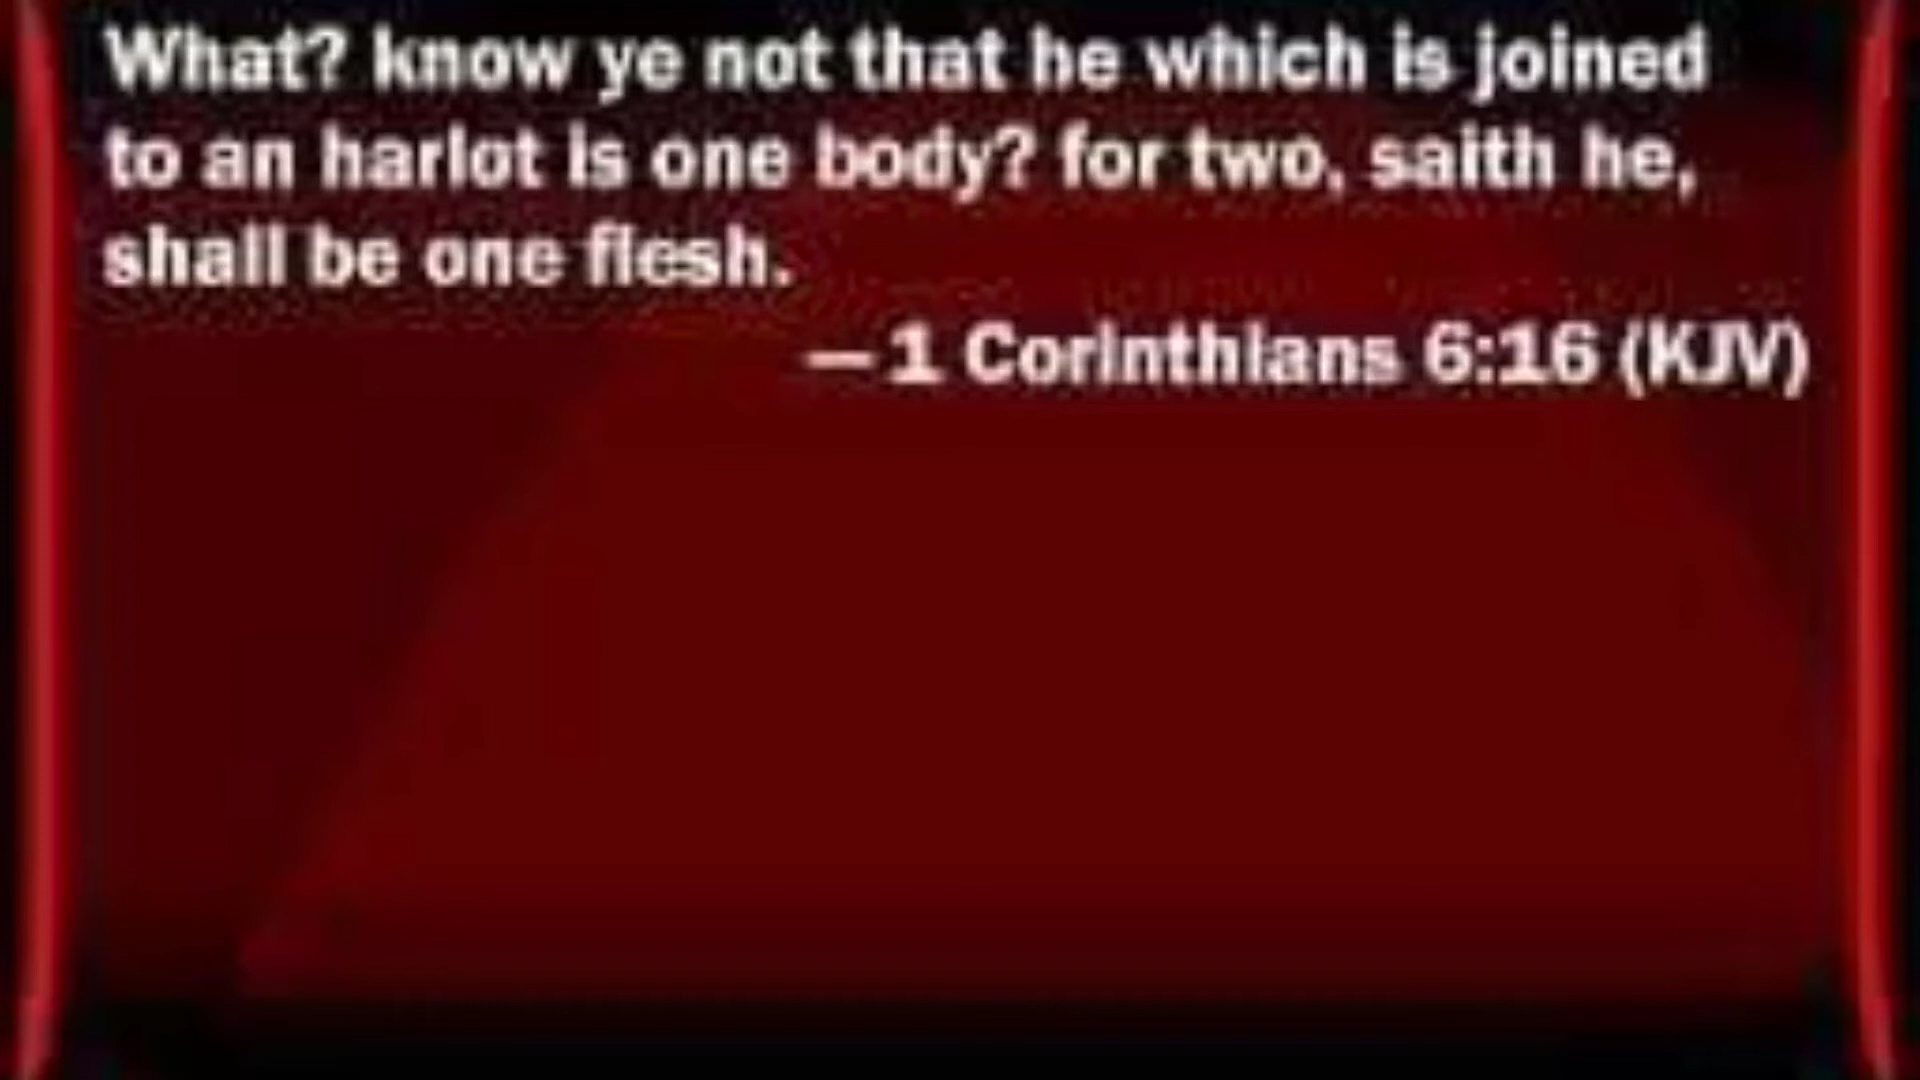 What? know ye not that he which is joined
to an harlot is one body? for two, saith he,
shall be one flesh.
— 1 Corinthians 6:16 (KJV)